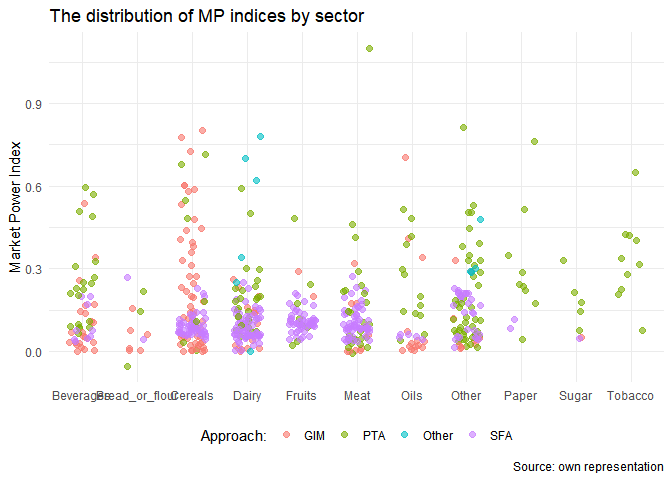 The distribution of MP indices by sector
Market Power Index
0.9
0.6
0.3
0.0
Beverages Bread_or_flour Cereals Dairy Fruits Meat Oils Other Paper Sugar Tobacco
Approach: GIM PTA Other SFA
Source: own representation